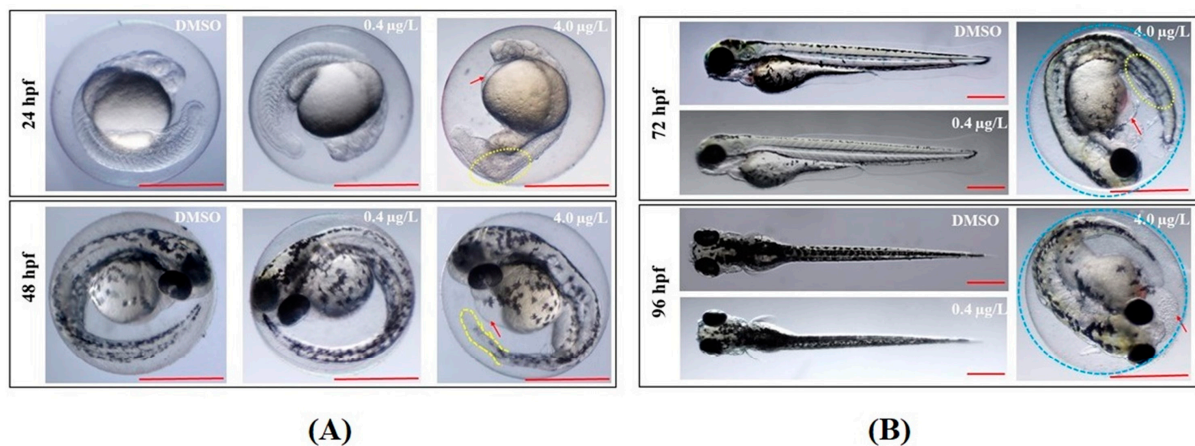 DMSO
0.4 µg/L
4.0 µg/L
24 hpf
DMSO
0.4 µg/L
4.0 µg/L
48 hpf
(A)
DMSO
4.0 µg/L
72 hpf
0.4 µg/L
DMSO
4.0 µg/L
96 hpf
0.4 µg/L
(B)